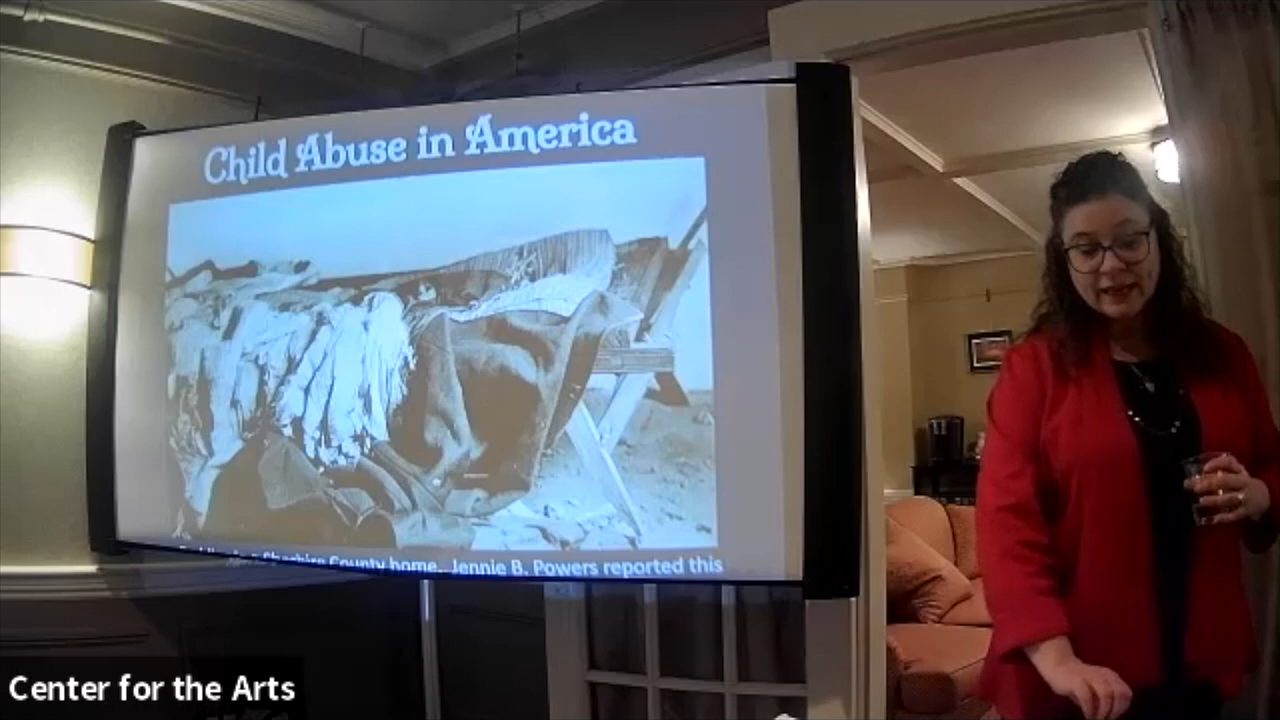 Child Abuse in America
County home. Jennie B. Powers reported this
Center for the Arts